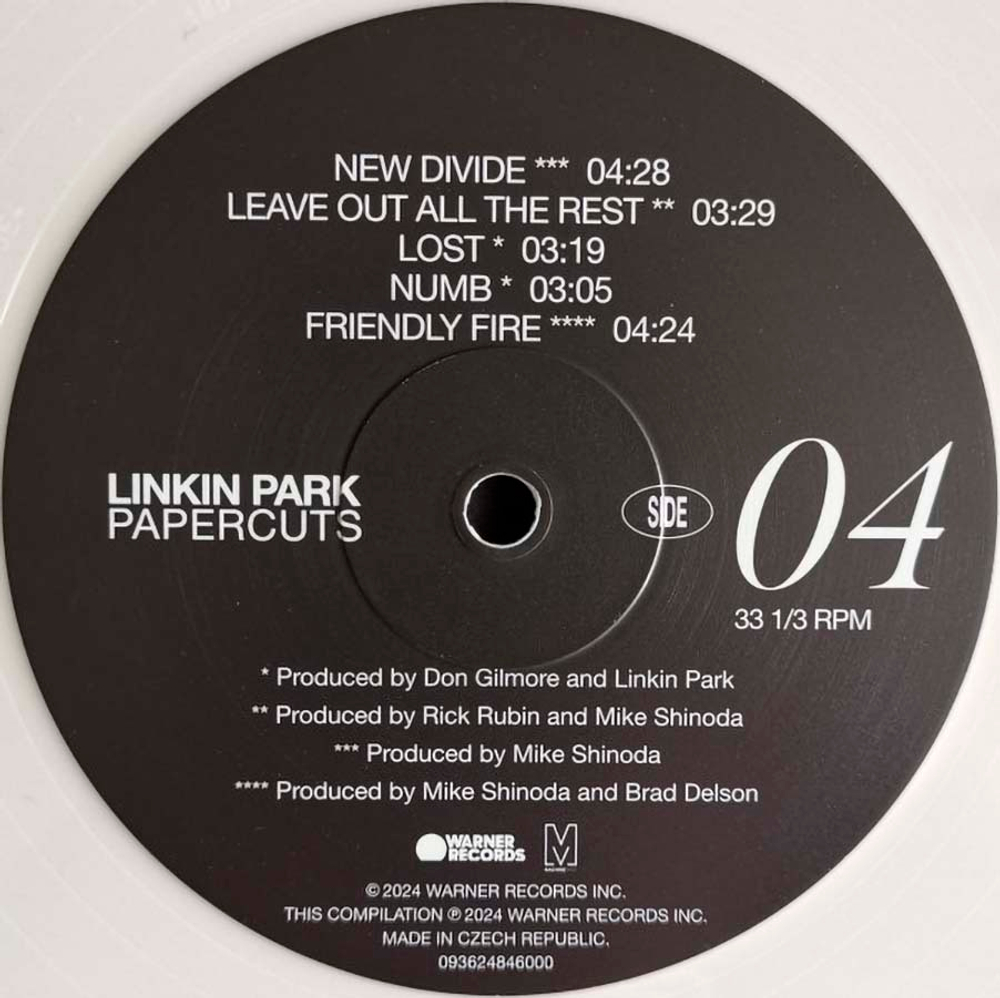 NEW DIVIDE *** 04:28
LEAVE OUT ALL THE REST ** 03:29
LOST * 03:19
NUMB * 03:05
FRIENDLY FIRE **** 04:24
LINKIN PARK
PAPERCUTS
SIDE 04
33 1/3 RPM
* Produced by Don Gilmore and Linkin Park
** Produced by Rick Rubin and Mike Shinoda
*** Produced by Mike Shinoda
**** Produced by Mike Shinoda and Brad Delson
WARNER
RECORDS
M
© 2024 WARNER RECORDS INC.
THIS COMPILATION ℗ 2024 WARNER RECORDS INC.
MADE IN CZECH REPUBLIC.
093624846000